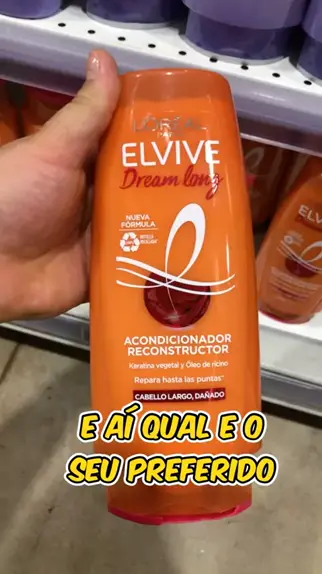 L'ORÉAL
ELVIVE
Dream long
NUEVA
FÓRMULA
ACONDICIONADOR
RECONSTRUCTOR
Keratina vegetal y Óleo de ricino
Repara hasta las puntas*
CABELLO LARGO, DAÑADO
E AÍ QUAL E O
SEU PREFERIDO